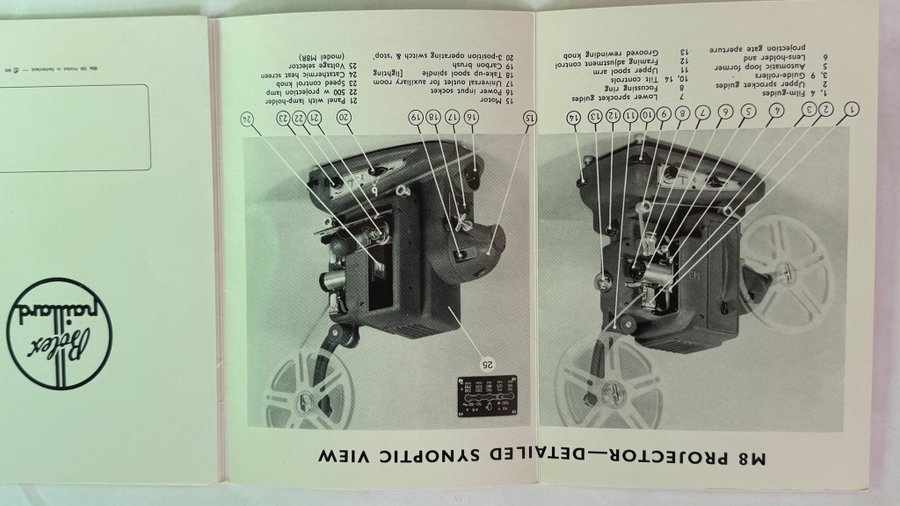 M8 PROJECTOR—DETAILED SYNOPTIC VIEW
25
1 2 3 4 5 6 7 8 9 10 11 12 13 14
15 16 17 18 19 20 21 22 23 24
1, 4 Film-guides
2 Upper sprocket guides
3, 9 Guide-rollers
5 Automatic loop former
6 Lens-holder and
projection gate aperture
7 Lower sprocket guides
8 Focussing ring
10, 14 Tilt controls
11 Upper spool arm
12 Framing adjustment control
13 Grooved rewinding knob
15 Motor
16 Power input socket
17 Universal outlet for auxiliary room
18 Take-up spool spindle [lighting
19 Carbon brush
20 3-position operating switch & stop
21 Panel with lamp-holder
22 500 w projection lamp
23 Speed control knob
24 Catathermic heat screen
25 Voltage selector
(model M8R)
Bolex
Paillard
Printed in Switzerland